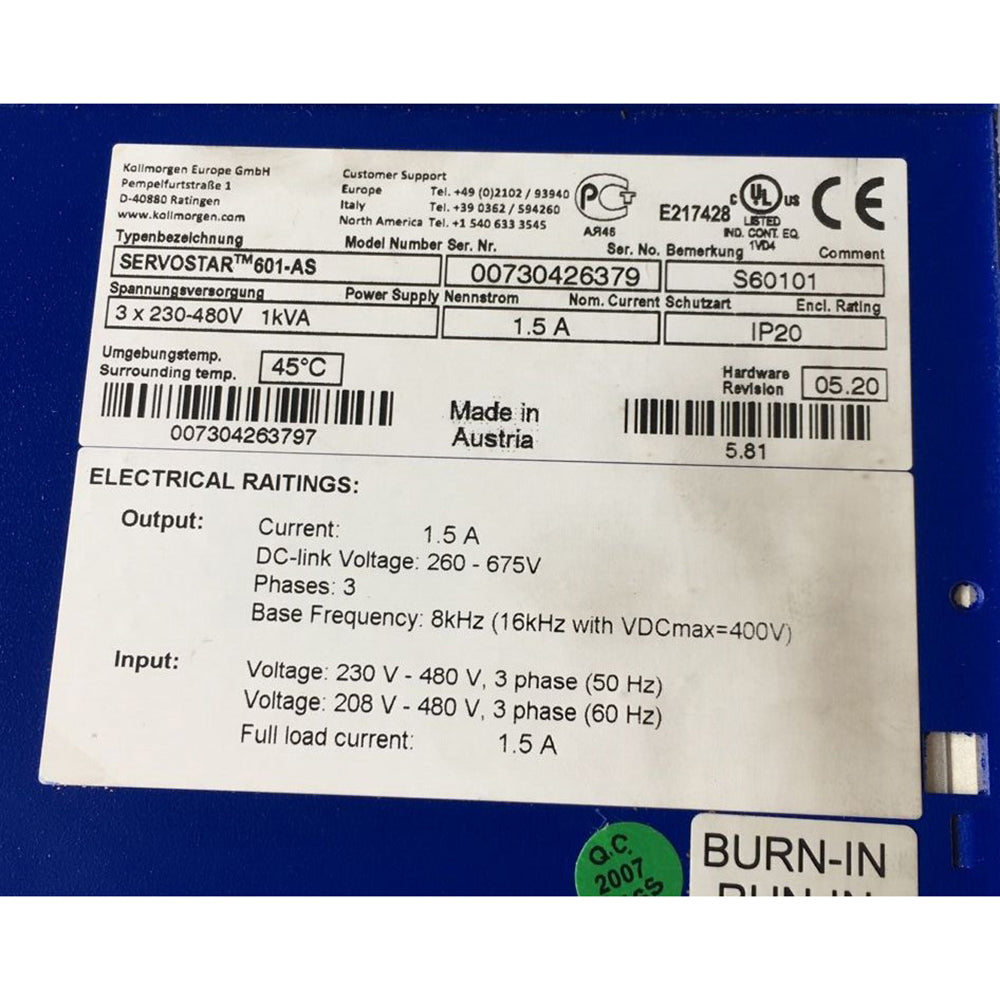 Kollmorgen Europe GmbH
Pempelfurtstraße 1
D-40880 Ratingen
www.kollmorgen.com
Customer Support
Europe Tel. +49 (0)2102 / 93940
Italy Tel. +39 0362 / 594260
North America Tel. +1 540 633 3545
PCT
АЯ46
E217428
c UL us
LISTED
IND. CONT. EQ.
1VD4
CE
Typenbezeichnung Model Number
SERVOSTAR™601-AS
Ser. Nr. Ser. No.
00730426379
Bemerkung Comment
S60101
Spannungsversorgung Power Supply
3 x 230-480V 1kVA
Nennstrom Nom. Current
1.5 A
Schutzart Encl. Rating
IP20
Umgebungstemp.
Surrounding temp.
45°C
Hardware
Revision
05.20
007304263797
Made in
Austria
5.81
ELECTRICAL RAITINGS:
Output:
Current: 1.5 A
DC-link Voltage: 260 - 675V
Phases: 3
Base Frequency: 8kHz (16kHz with VDCmax=400V)
Input:
Voltage: 230 V - 480 V, 3 phase (50 Hz)
Voltage: 208 V - 480 V, 3 phase (60 Hz)
Full load current: 1.5 A
Q.C.
2007
BURN-IN